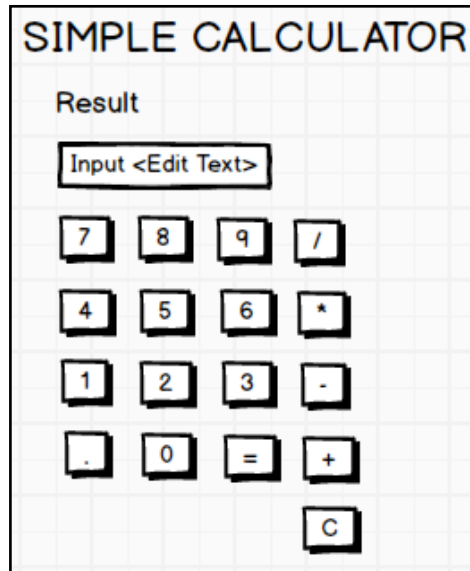 SIMPLE CALCULATOR
Result
Input <Edit Text>
7 8 9 /
4 5 6 *
1 2 3 -
. 0 = +
C